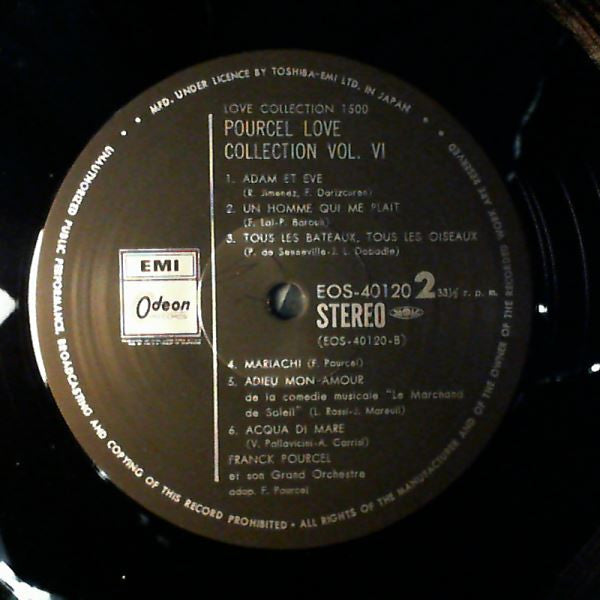 MFD. UNDER LICENCE BY TOSHIBA-EMI LTD. IN JAPAN
LOVE COLLECTION 1500
POURCEL LOVE
COLLECTION VOL. VI
1. ADAM ET EVE
(R. Jimenez, F. Darizcuren)
2. UN HOMME QUI ME PLAIT
(F. Lai-P. Barouh)
3. TOUS LES BATEAUX, TOUS LES OISEAUX
(P. de Senneville-J. L. Dabadie)
EMI
Odeon
EOS-40120 2 33⅓ r. p. m.
STEREO
(EOS-40120-B)
4. MARIACHI (F. Pourcel)
5. ADIEU MON-AMOUR
de la comedie musicale "Le Marchand
de Soleil" (L. Rossi-J. Mareuil)
6. ACQUA DI MARE
(V. Pallavicini-A. Carrisi)
FRANCK POURCEL
et son Grand Orchestre
adap. F. Pourcel
UNAUTHORIZED PUBLIC PERFORMANCE, BROADCASTING AND COPYING OF THIS RECORD PROHIBITED • ALL RIGHTS OF THE MANUFACTURER AND OF THE OWNER OF THE RECORDED WORK ARE RESERVED